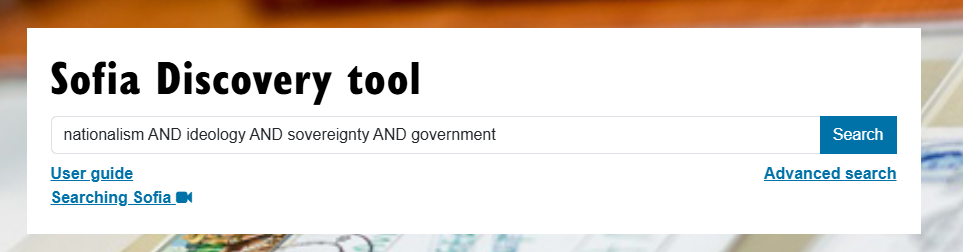 Sofia Discovery tool
nationalism AND ideology AND sovereignty AND government Search
User guide Advanced search
Searching Sofia